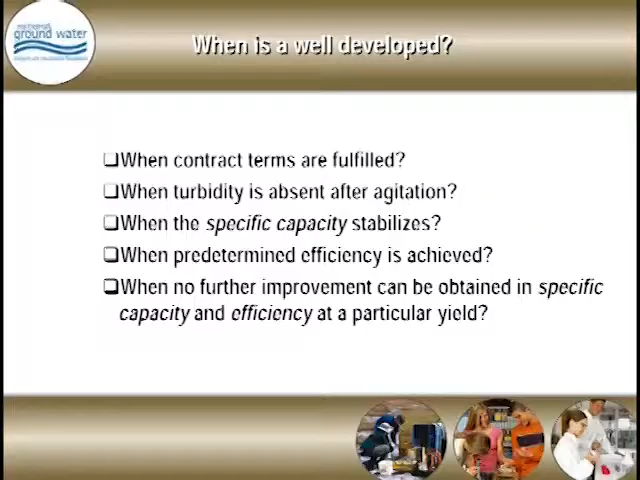 national
ground water
When is a well developed?
❑When contract terms are fulfilled?
❑When turbidity is absent after agitation?
❑When the specific capacity stabilizes?
❑When predetermined efficiency is achieved?
❑When no further improvement can be obtained in specific
capacity and efficiency at a particular yield?